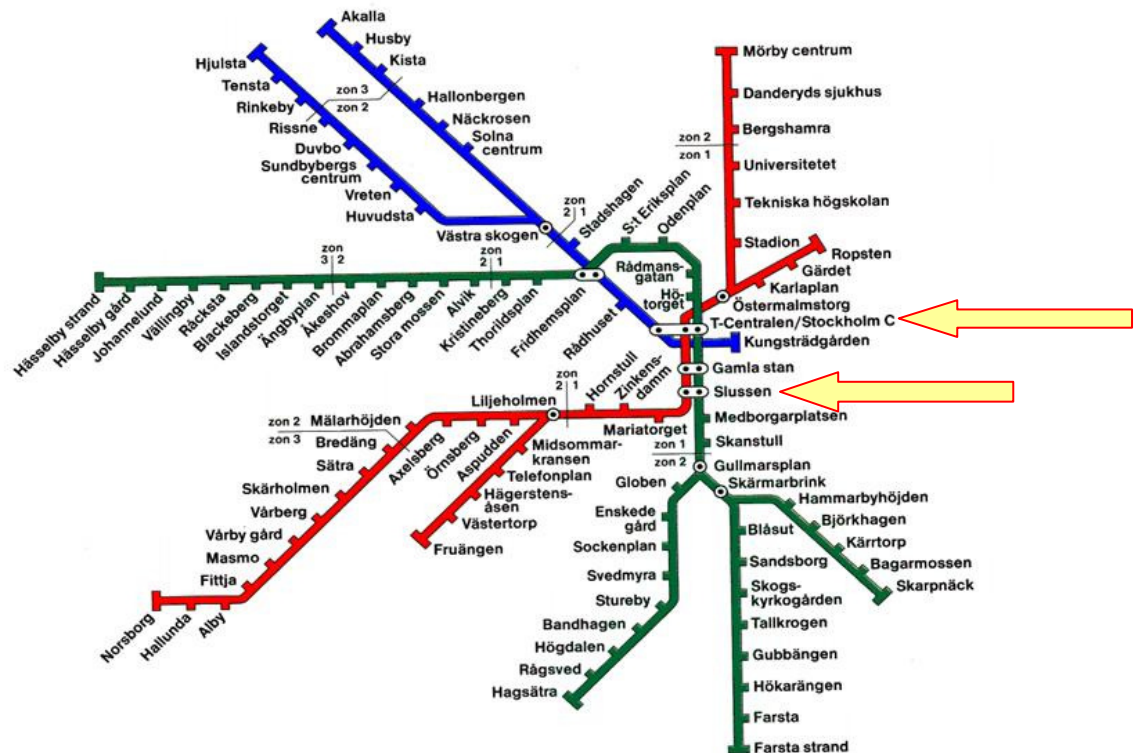 Akalla
Husby
Kista
Hallonbergen
Näckrosen
Solna
centrum
Hjulsta
Tensta
Rinkeby
Rissne
Duvbo
Sundbybergs
centrum
Vreten
Huvudsta
Västra skogen
zon 3
zon 2
zon
2 1
Stadshagen
S:t Eriksplan
Odenplan
Rådmans-
gatan
Hö-
torget
Mörby centrum
Danderyds sjukhus
Bergshamra
zon 2
zon 1
Universitetet
Tekniska högskolan
Stadion
Ropsten
Gärdet
Karlaplan
Östermalmstorg
T-Centralen/Stockholm C
Kungsträdgården
Gamla stan
Slussen
Medborgarplatsen
Skanstull
zon 1
zon 2
Gullmarsplan
Skärmarbrink
zon
3 2
zon
2 1
Hässelby strand
Hässelby gård
Johannelund
Vällingby
Råcksta
Blackeberg
Islandstorget
Ängbyplan
Åkeshov
Brommaplan
Abrahamsberg
Stora mossen
Alvik
Kristineberg
Thorildsplan
Fridhemsplan
Rådhuset
Hornstull
Zinkens-
damm
Mariatorget
zon
2 1
Liljeholmen
Mälarhöjden
zon 2
zon 3
Bredäng
Sätra
Skärholmen
Vårberg
Vårby gård
Masmo
Fittja
Norsborg
Hallunda
Alby
Axelsberg
Örnsberg
Aspudden
Midsommar-
kransen
Telefonplan
Hägerstens-
åsen
Västertorp
Fruängen
Globen
Enskede
gård
Sockenplan
Svedmyra
Stureby
Bandhagen
Högdalen
Rågsved
Hagsätra
Hammarbyhöjden
Björkhagen
Kärrtorp
Bagarmossen
Skarpnäck
Blåsut
Sandsborg
Skogs-
kyrkogården
Tallkrogen
Gubbängen
Hökarängen
Farsta
Farsta strand